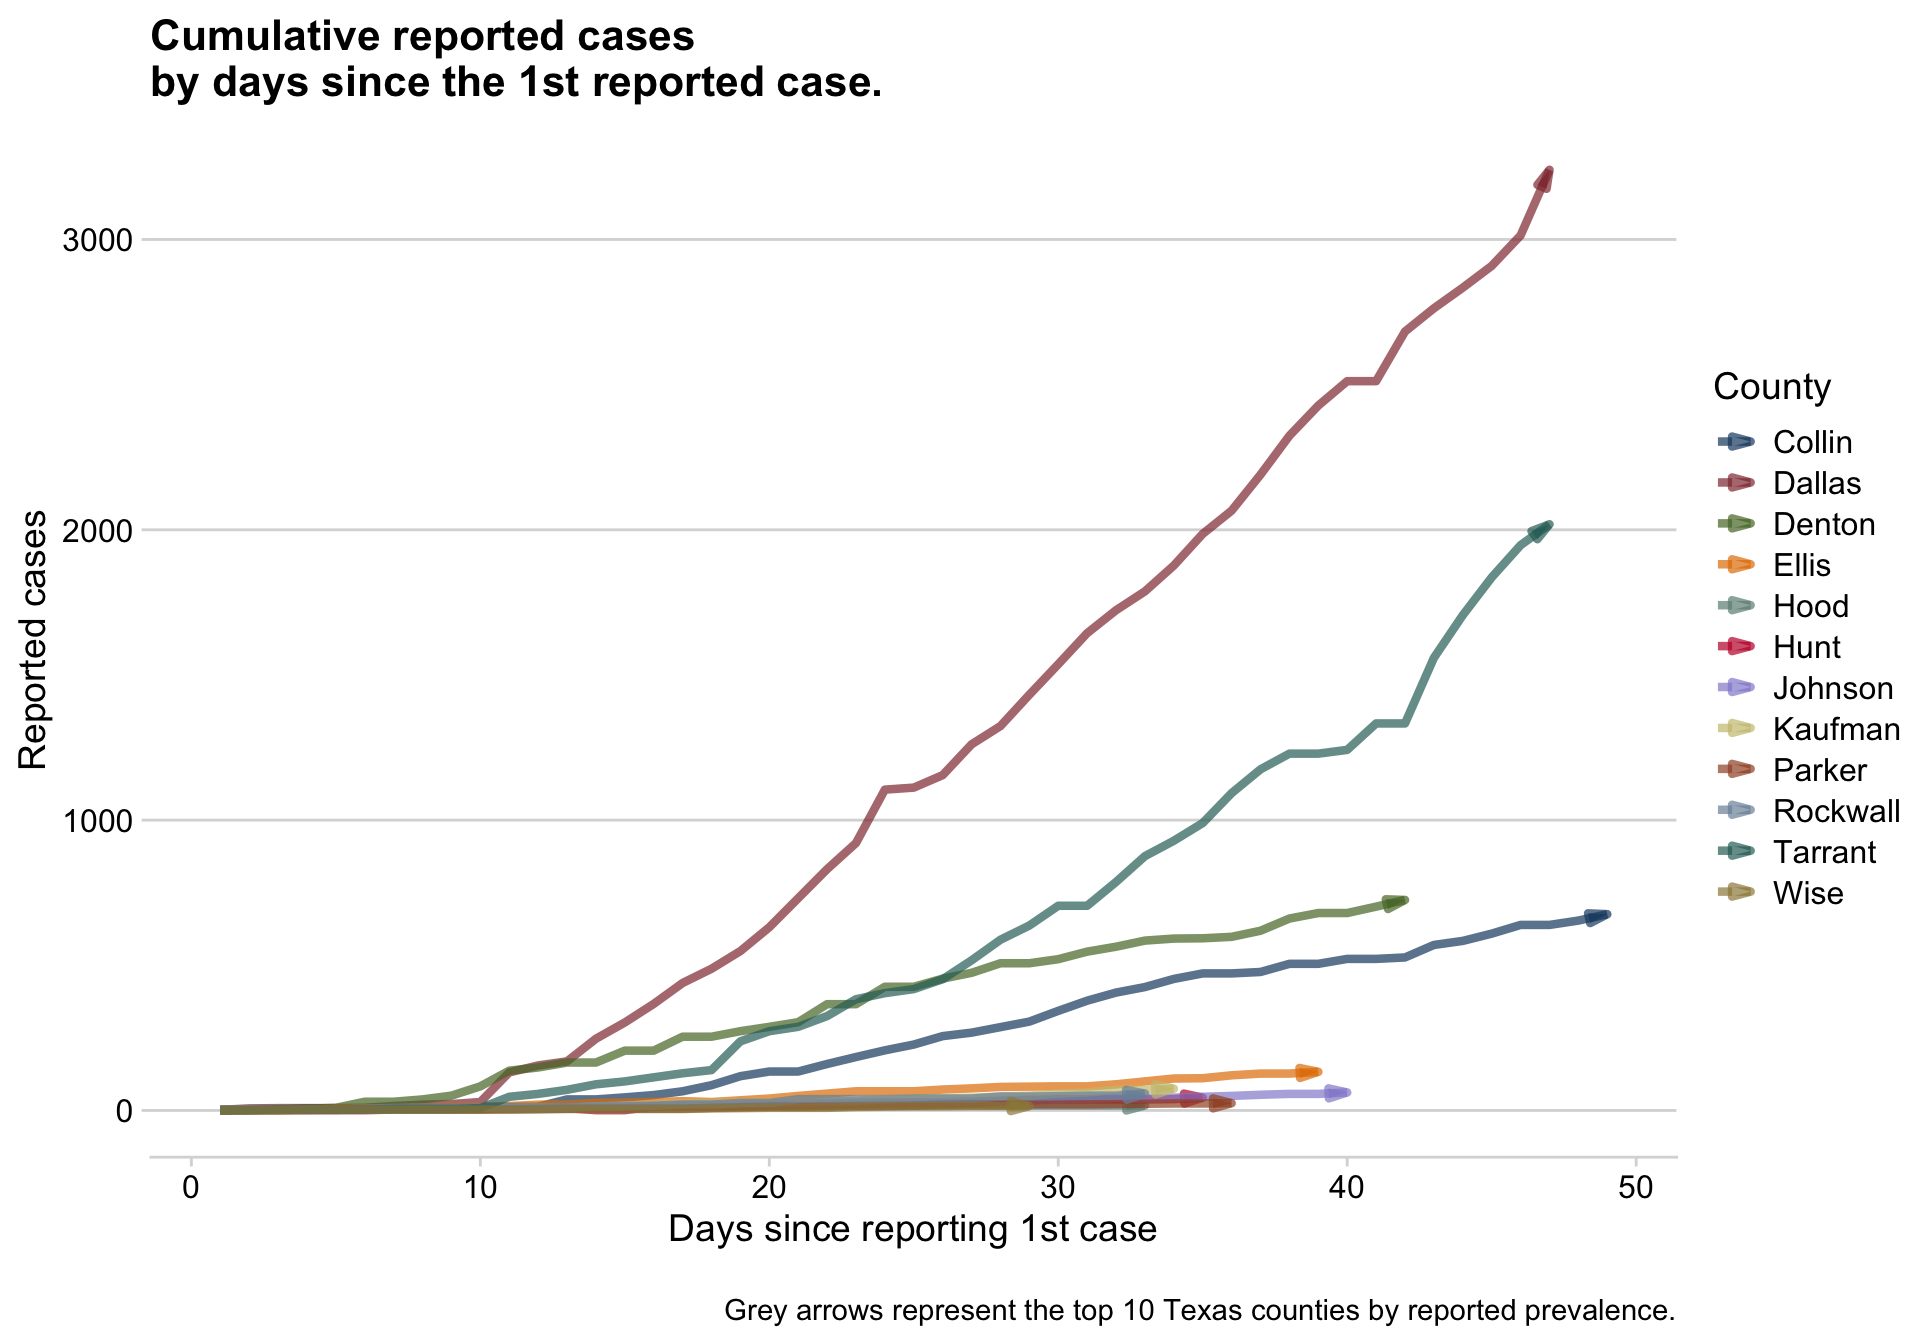 Cumulative reported cases
by days since the 1st reported case.
Reported cases
3000
2000
1000
0
0 10 20 30 40 50
Days since reporting 1st case
County
Collin
Dallas
Denton
Ellis
Hood
Hunt
Johnson
Kaufman
Parker
Rockwall
Tarrant
Wise
Grey arrows represent the top 10 Texas counties by reported prevalence.